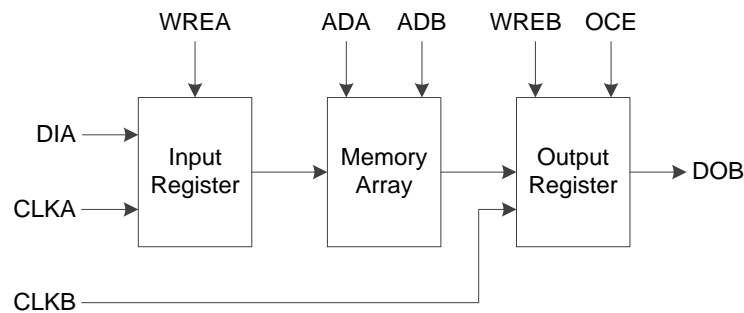 WREA
ADA
ADB
WREB
OCE
DIA
Input
Register
Memory
Array
Output
Register
DOB
CLKA
CLKB